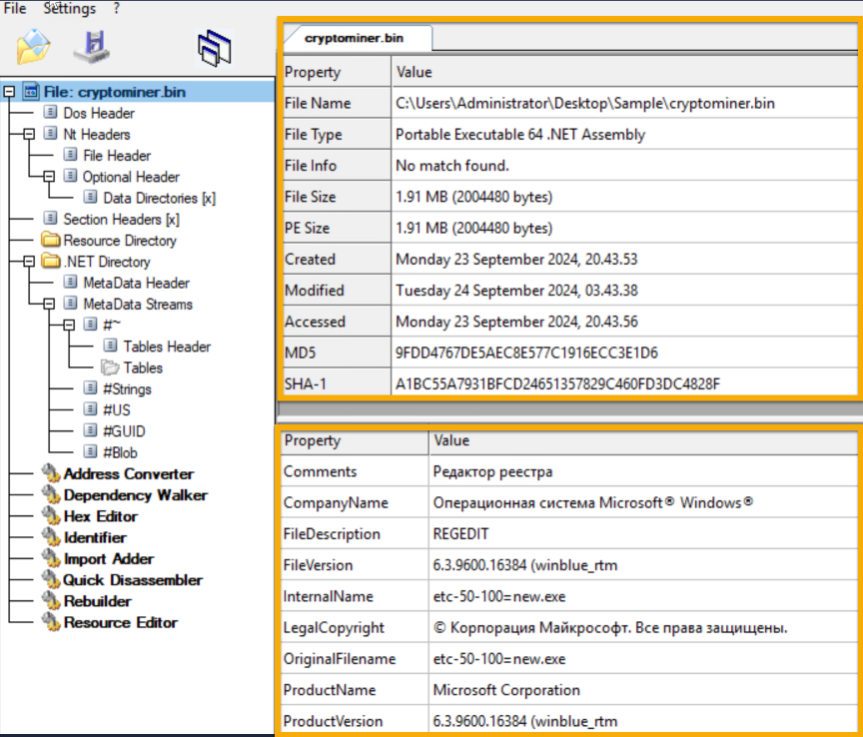 File Settings ?
cryptominer.bin
File: cryptominer.bin
Dos Header
Nt Headers
File Header
Optional Header
Data Directories [x]
Section Headers [x]
Resource Directory
.NET Directory
MetaData Header
MetaData Streams
#~
Tables Header
Tables
#Strings
#US
#GUID
#Blob
Address Converter
Dependency Walker
Hex Editor
Identifier
Import Adder
Quick Disassembler
Rebuilder
Resource Editor
Property Value
File Name C:\Users\Administrator\Desktop\Sample\cryptominer.bin
File Type Portable Executable 64 .NET Assembly
File Info No match found.
File Size 1.91 MB (2004480 bytes)
PE Size 1.91 MB (2004480 bytes)
Created Monday 23 September 2024, 20.43.53
Modified Tuesday 24 September 2024, 03.43.38
Accessed Monday 23 September 2024, 20.43.56
MD5 9FDD4767DE5AEC8E577C1916ECC3E1D6
SHA-1 A1BC55A7931BFCD24651357829C460FD3DC4828F
Property Value
Comments Редактор реестра
CompanyName Операционная система Microsoft® Windows®
FileDescription REGEDIT
FileVersion 6.3.9600.16384 (winblue_rtm
InternalName etc-50-100=new.exe
LegalCopyright © Корпорация Майкрософт. Все права защищены.
OriginalFilename etc-50-100=new.exe
ProductName Microsoft Corporation
ProductVersion 6.3.9600.16384 (winblue_rtm